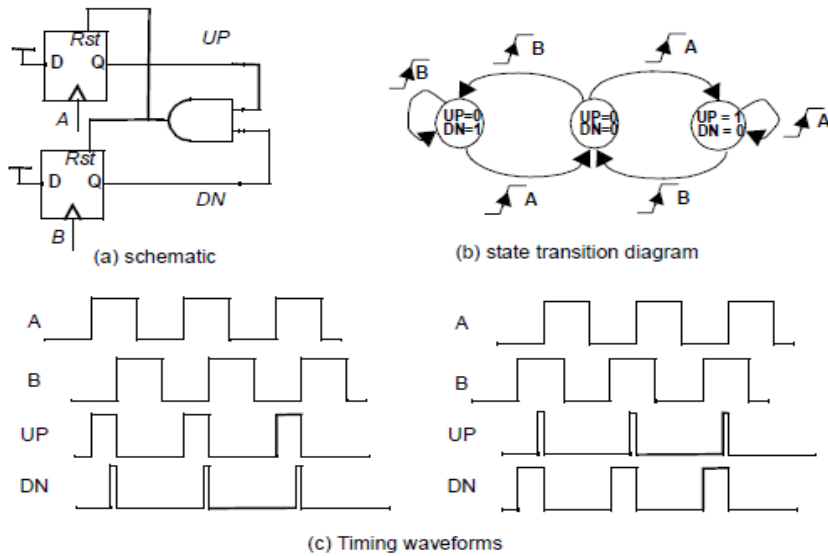 Rst
UP
D Q
A
Rst
D Q
DN
B
(a) schematic
B
B
A
UP=0
DN=1
UP=0
DN=0
UP = 1
DN = 0
A
A
B
(b) state transition diagram
A
B
UP
DN
A
B
UP
DN
(c) Timing waveforms